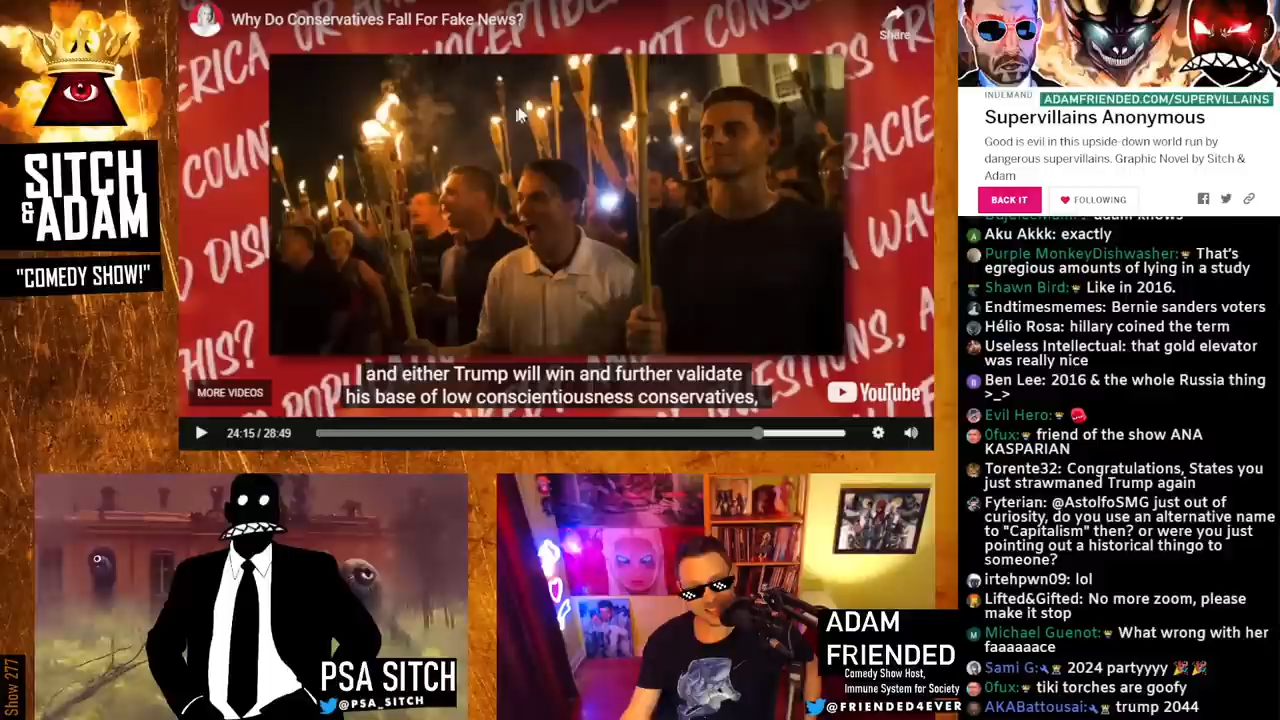 Why Do Conservatives Fall For Fake News?
Share
SITCH
& ADAM
"COMEDY SHOW!"
and either Trump will win and further validate
his base of low conscientiousness conservatives,
MORE VIDEOS
YouTube
24:15 / 28:49
INDEMAND
ADAMFRIENDED.COM/SUPERVILLAINS
Supervillains Anonymous
Good is evil in this upside-down world run by
dangerous supervillains. Graphic Novel by Sitch &
Adam
BACK IT
FOLLOWING
adam knows
Aku Akkk: exactly
Purple MonkeyDishwasher: That's
egregious amounts of lying in a study
Shawn Bird: Like in 2016.
Endtimesmemes: Bernie sanders voters
Hélio Rosa: hillary coined the term
Useless Intellectual: that gold elevator
was really nice
Ben Lee: 2016 & the whole Russia thing
>_>
Evil Hero:
0fux: friend of the show ANA
KASPARIAN
Torente32: Congratulations, States you
just strawmaned Trump again
Fyterian: @AstolfoSMG just out of
curiosity, do you use an alternative name
to "Capitalism" then? or were you just
pointing out a historical thingo to
someone?
irtehpwn09: lol
Lifted&Gifted: No more zoom, please
make it stop
Michael Guenot: What wrong with her
faaaaaace
Sami G: 2024 partyyyy 🎉 🎉
0fux: tiki torches are goofy
AKABattousai: trump 2044
Show 277
PSA SITCH
@PSA_SITCH
ADAM
FRIENDED
Comedy Show Host,
Immune System for Society
@FRIENDED4EVER